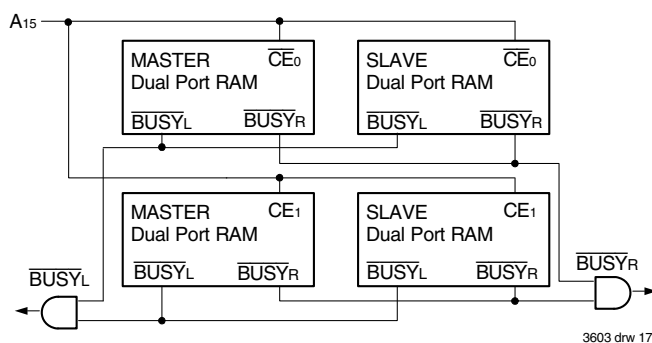 A15
MASTER CE0 SLAVE CE0
Dual Port RAM Dual Port RAM
BUSYL BUSYR BUSYL BUSYR
MASTER CE1 SLAVE CE1
Dual Port RAM Dual Port RAM
BUSYL BUSYL BUSYR BUSYL BUSYR BUSYR
3603 drw 17